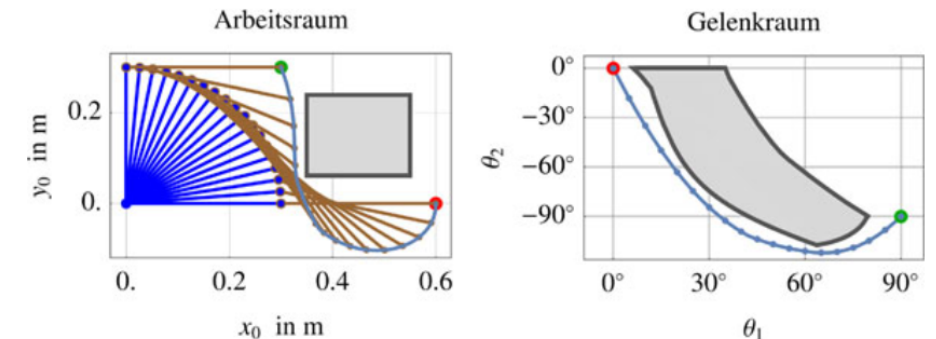 Arbeitsraum
y₀ in m
0.2
0.
0.
0.2
0.4
0.6
x₀ in m
Gelenkraum
θ₂
0°
−30°
−60°
−90°
0°
30°
60°
90°
θ₁